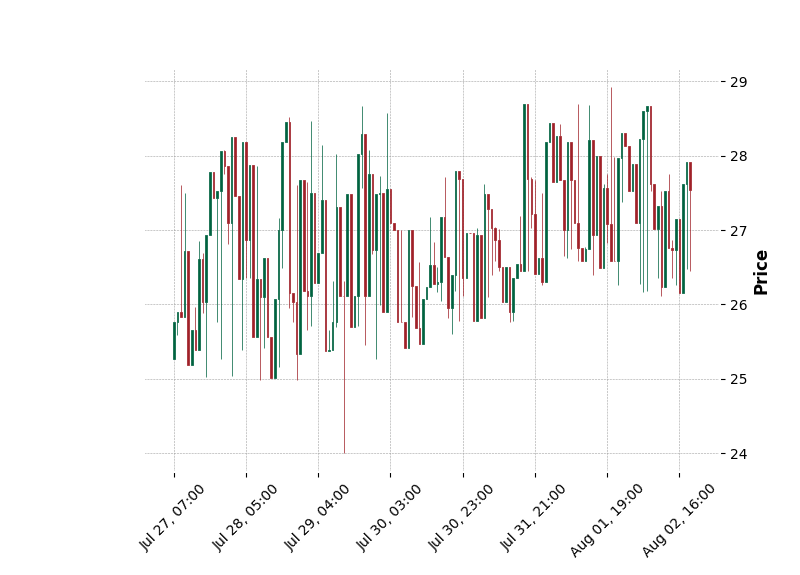 29
28
27
26
25
24
Price
Jul 27, 07:00
Jul 28, 05:00
Jul 29, 04:00
Jul 30, 03:00
Jul 30, 23:00
Jul 31, 21:00
Aug 01, 19:00
Aug 02, 16:00